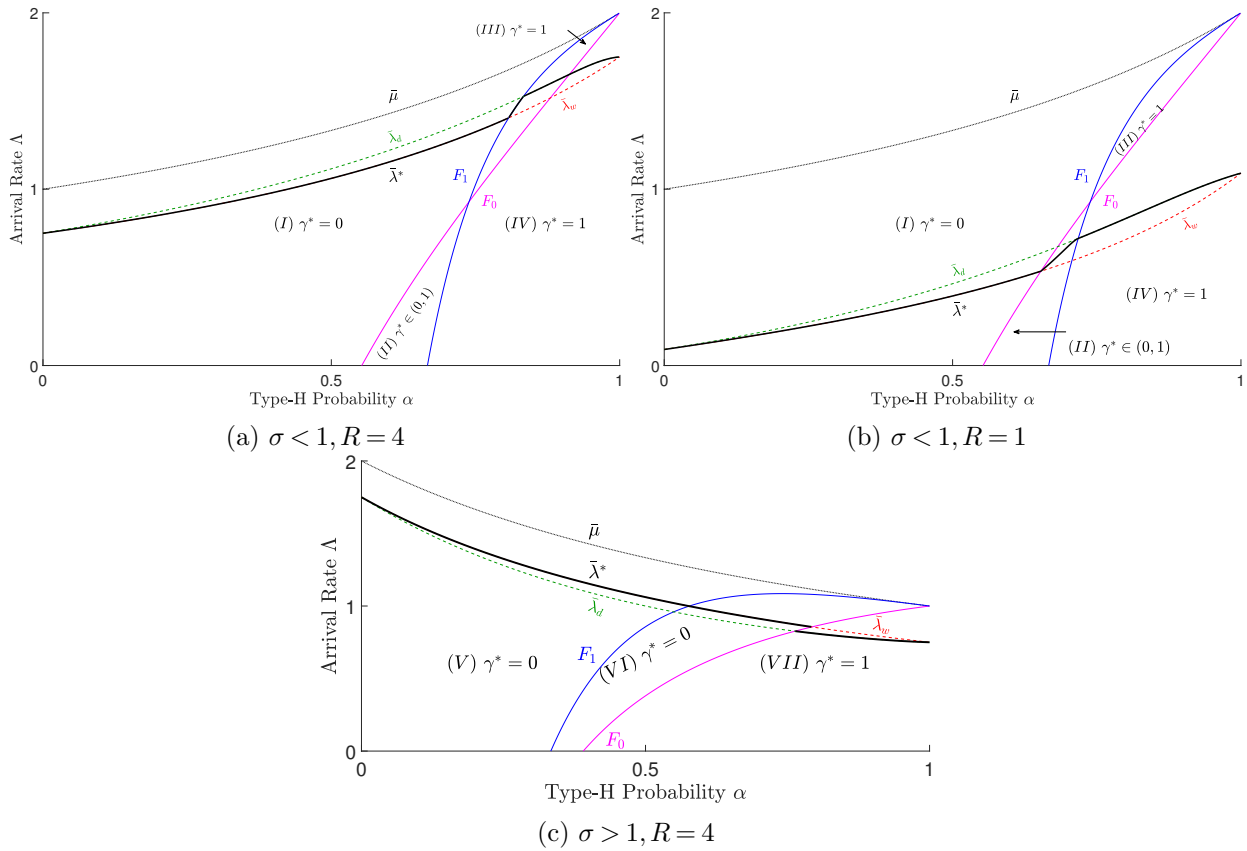 2
(III) γ* = 1
μ̄
λ̄_d
λ̄_w
λ̄*
1
F_1
F_0
(I) γ* = 0
(IV) γ* = 1
(II) γ* ∈ (0, 1)
0
0
0.5
1
Arrival Rate Λ
Type-H Probability α
(a) σ < 1, R = 4
2
μ̄
(III) γ* = 1
1
F_1
F_0
(I) γ* = 0
λ̄_w
λ̄_d
λ̄*
(IV) γ* = 1
(II) γ* ∈ (0, 1)
0
0
0.5
1
Arrival Rate Λ
Type-H Probability α
(b) σ < 1, R = 1
2
μ̄
λ̄*
λ̄_d
1
λ̄_w
F_1
(V) γ* = 0
(VI) γ* = 0
(VII) γ* = 1
F_0
0
0
0.5
1
Arrival Rate Λ
Type-H Probability α
(c) σ > 1, R = 4